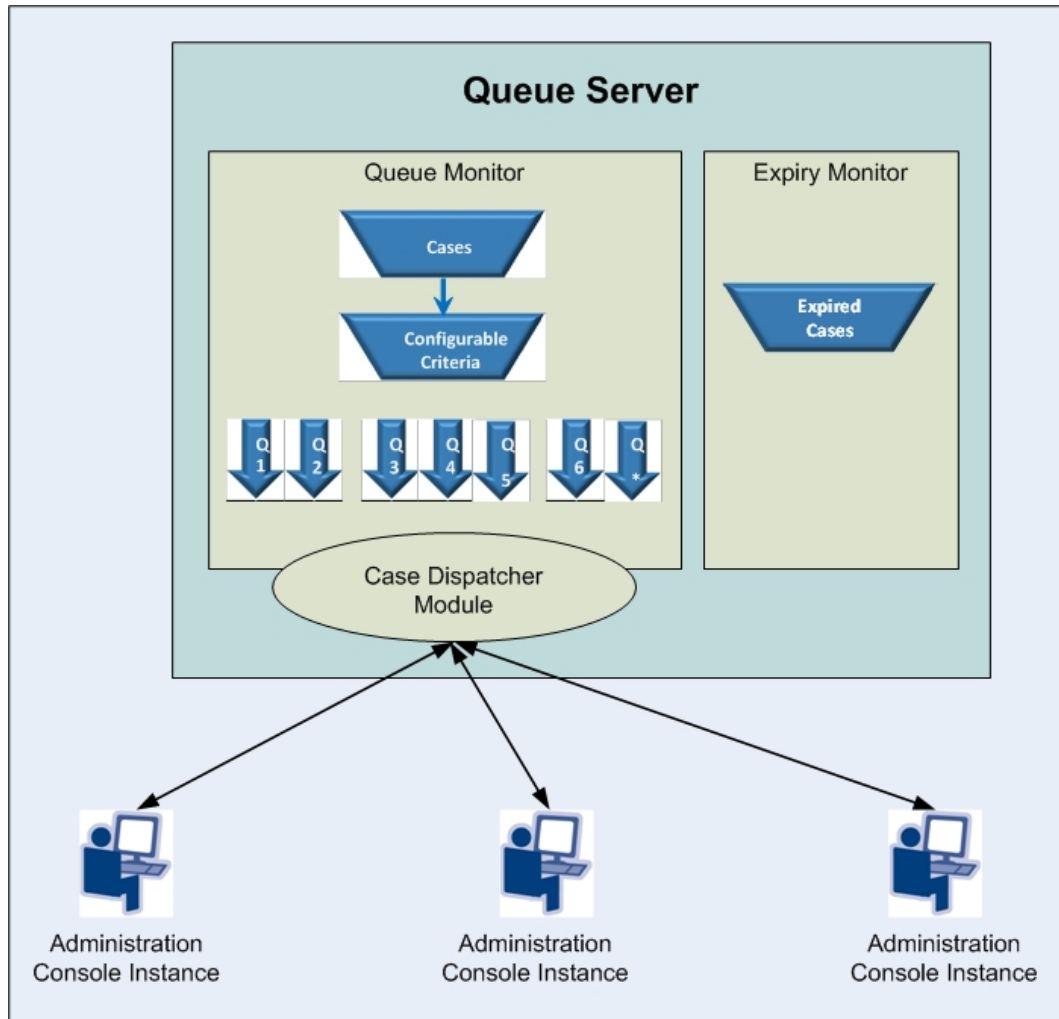 Queue Server
Queue Monitor
Cases
Configurable
Criteria
Q
1
Q
2
Q
3
Q
4
Q
5
Q
6
Q
*
Expiry Monitor
Expired
Cases
Case Dispatcher
Module
Administration
Console Instance
Administration
Console Instance
Administration
Console Instance